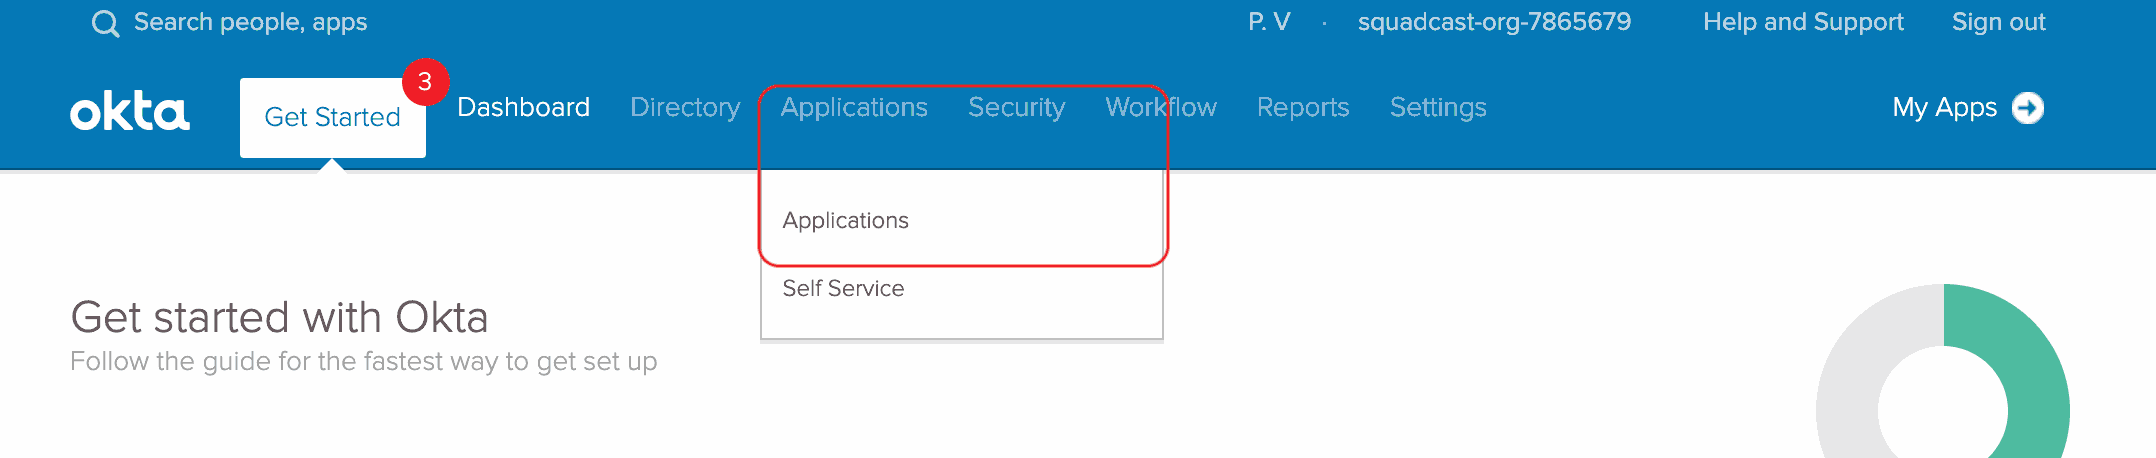 Search people, apps P. V · squadcast-org-7865679 Help and Support Sign out
okta Get Started 3 Dashboard Directory Applications Security Workflow Reports Settings My Apps
Applications
Self Service
Get started with Okta
Follow the guide for the fastest way to get set up